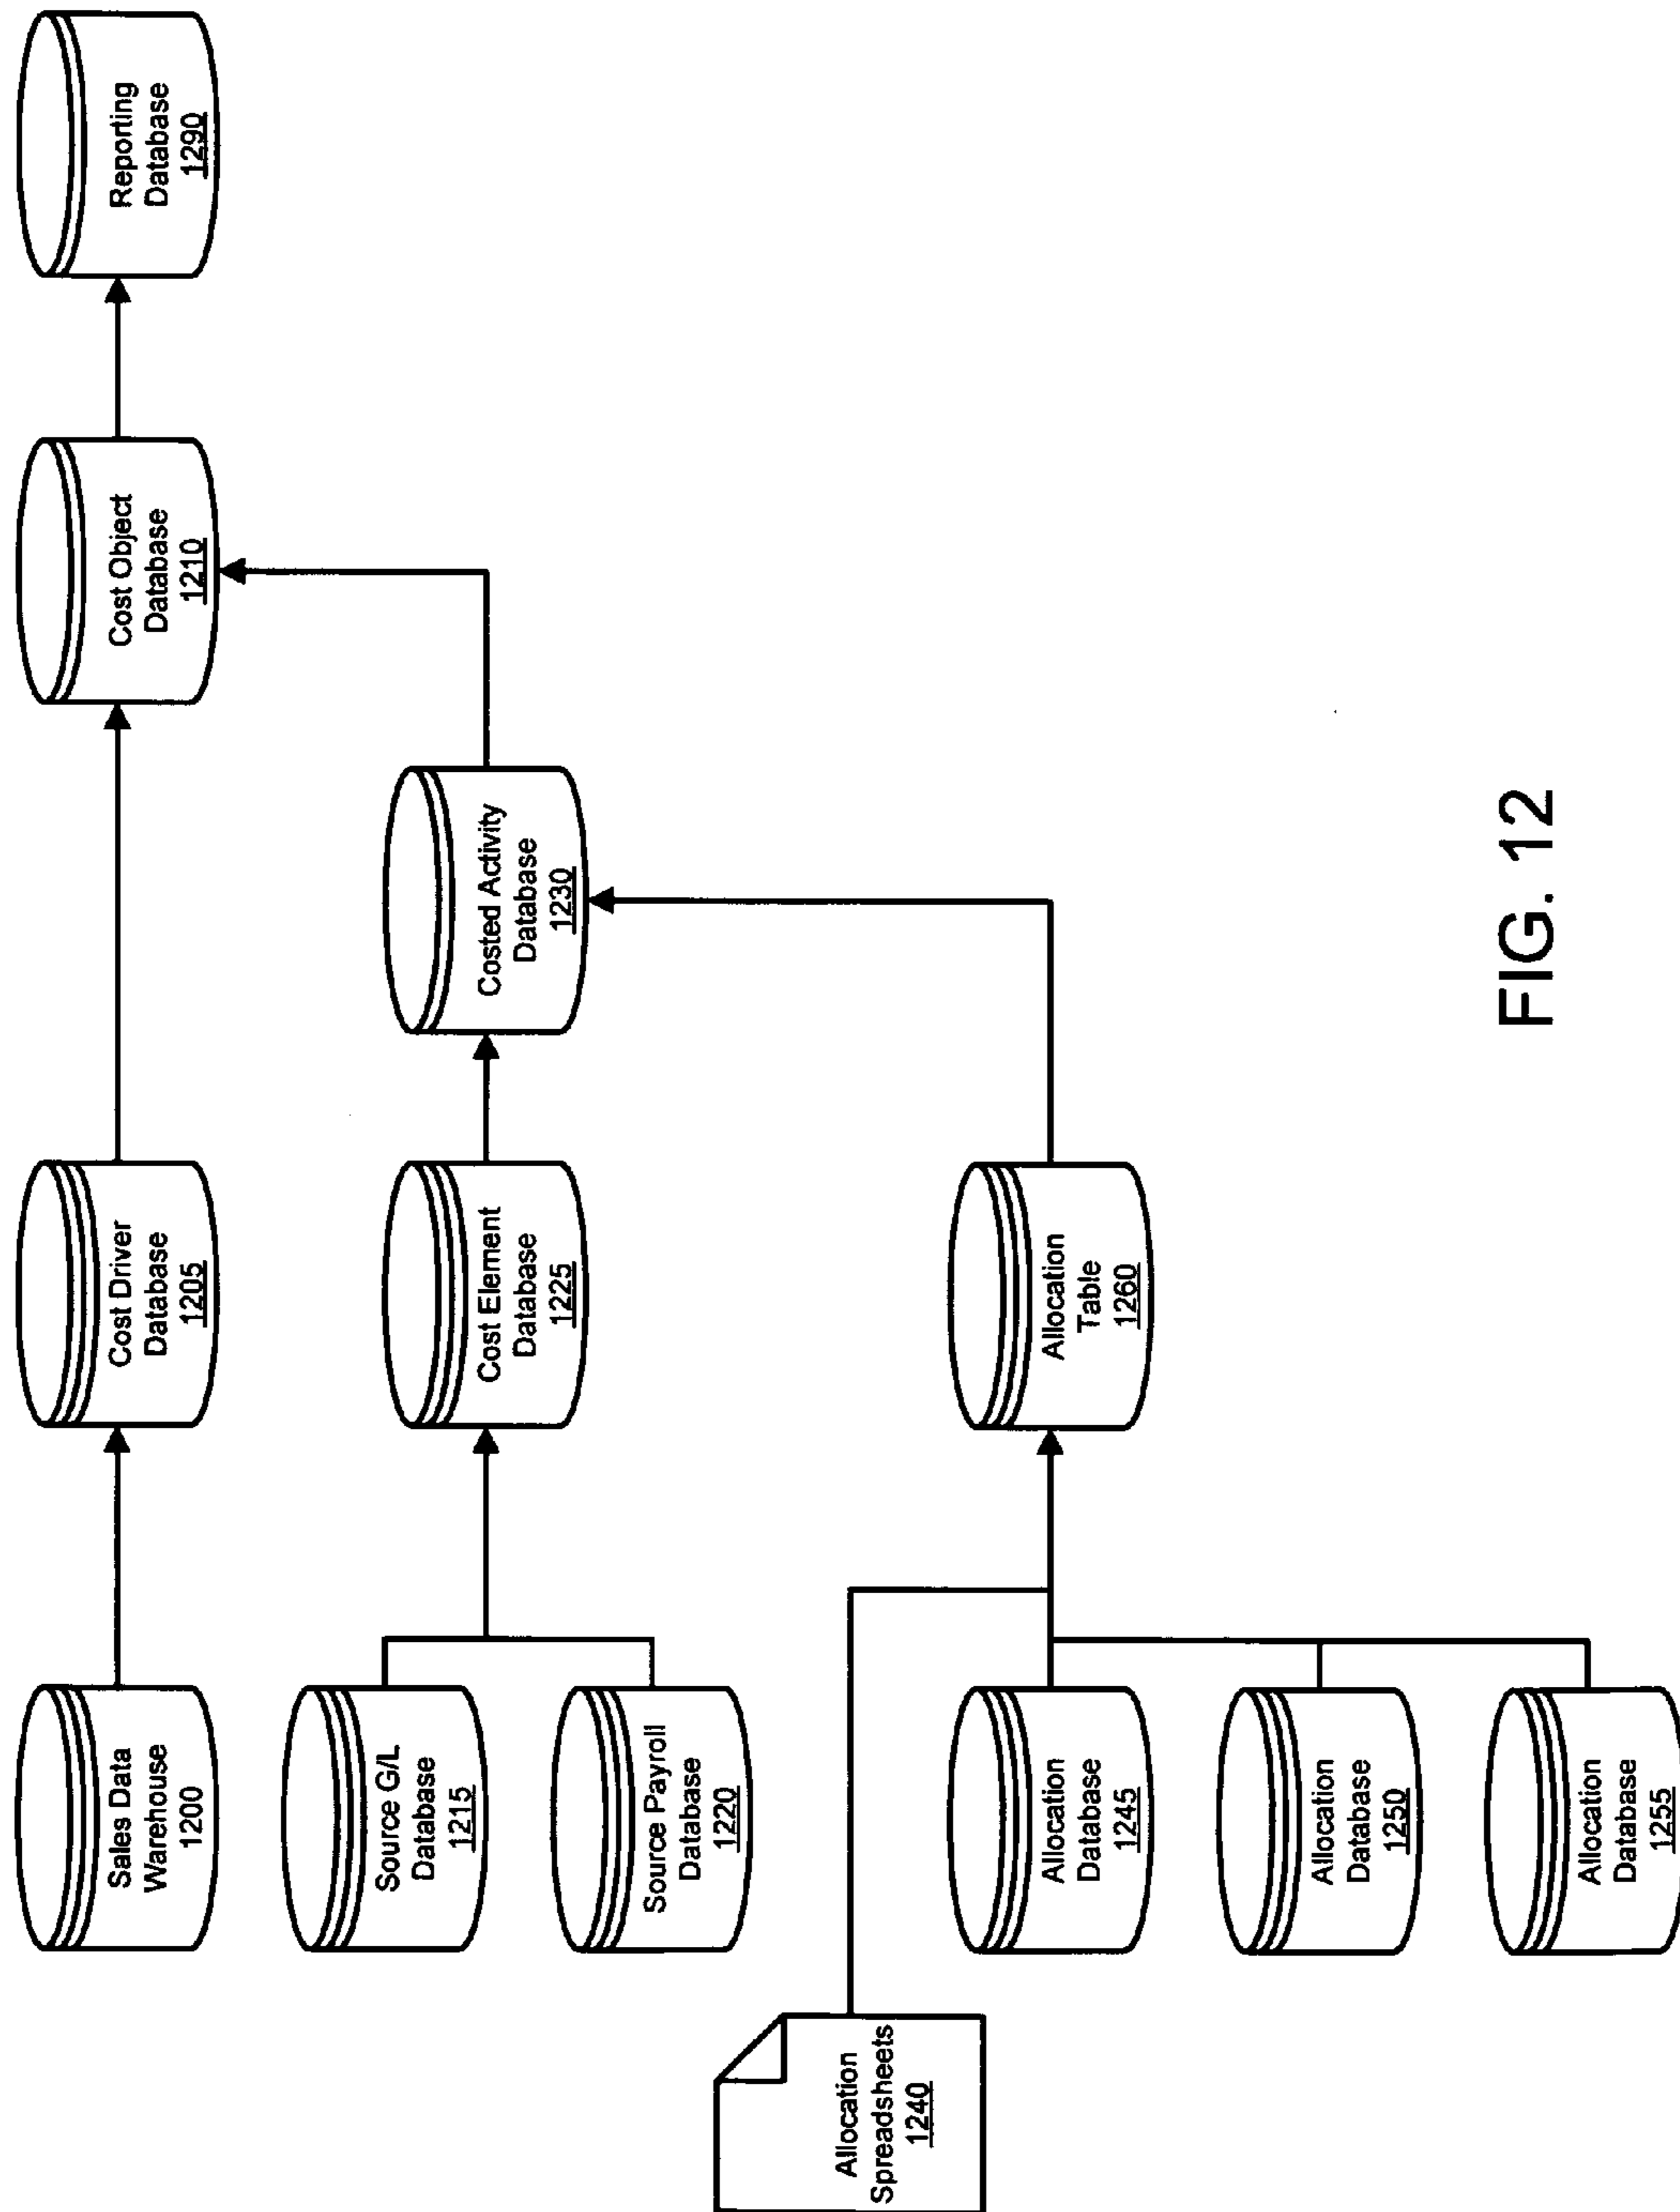 Sales Data
Warehouse
1200
Cost Driver
Database
1205
Cost Object
Database
1210
Reporting
Database
1290
Source G/L
Database
1215
Source Payroll
Database
1220
Cost Element
Database
1225
Costed Activity
Database
1230
Allocation
Spreadsheets
1240
Allocation
Database
1245
Allocation
Database
1250
Allocation
Database
1255
Allocation
Table
1260
FIG. 12